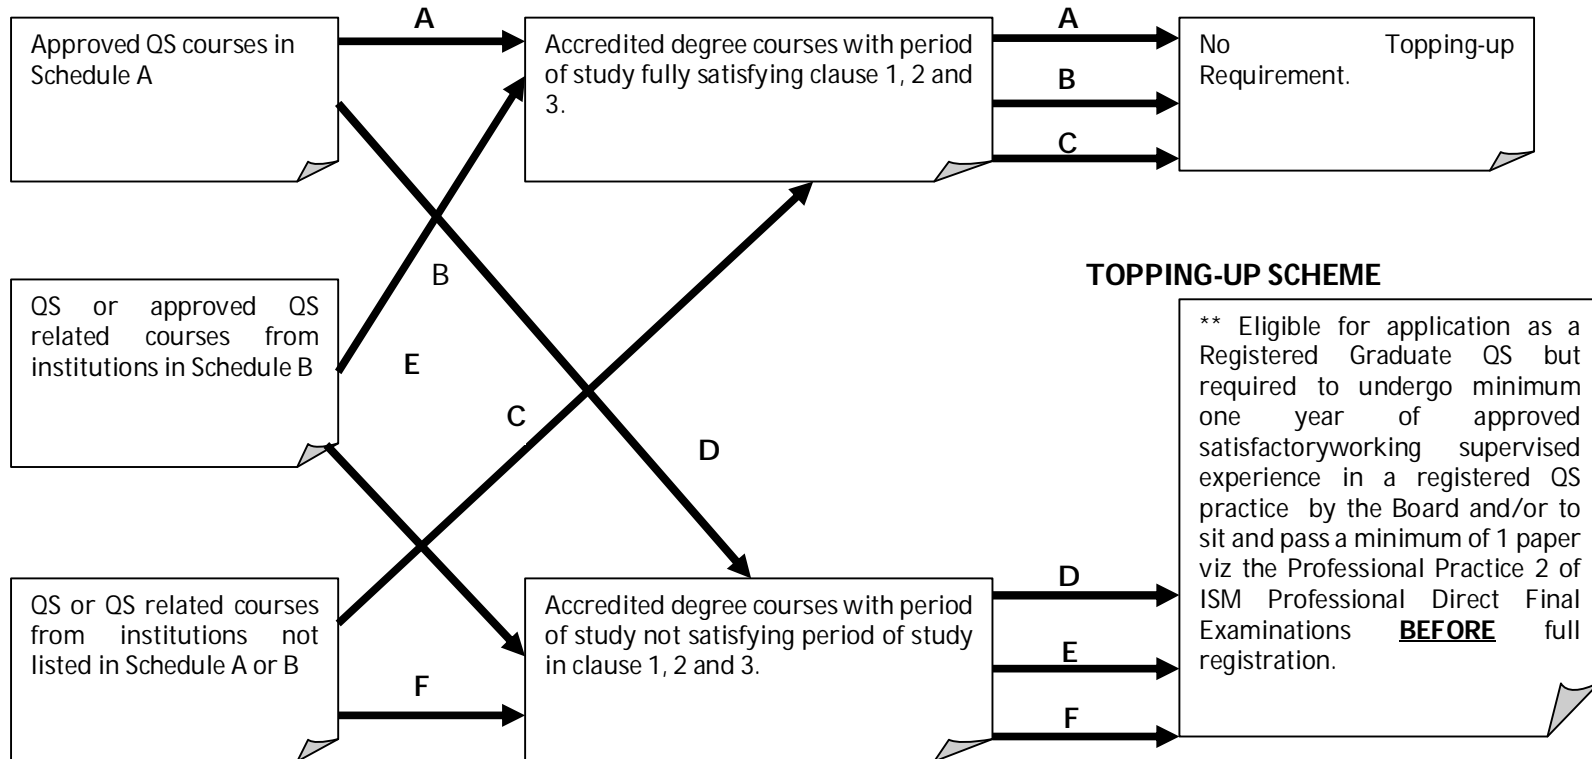 A
Approved QS courses in
Schedule A
Accredited degree courses with period
of study fully satisfying clause 1, 2 and
3.
A
B
C
No Topping-up
Requirement.
B
QS or approved QS
related courses from
institutions in Schedule B
E
C
D
TOPPING-UP SCHEME
** Eligible for application as a
Registered Graduate QS but
required to undergo minimum
one year of approved
satisfactoryworking supervised
experience in a registered QS
practice by the Board and/or to
sit and pass a minimum of 1 paper
viz the Professional Practice 2 of
ISM Professional Direct Final
Examinations BEFORE full
registration.
QS or QS related courses
from institutions not
listed in Schedule A or B
F
Accredited degree courses with period
of study not satisfying period of study
in clause 1, 2 and 3.
D
E
F